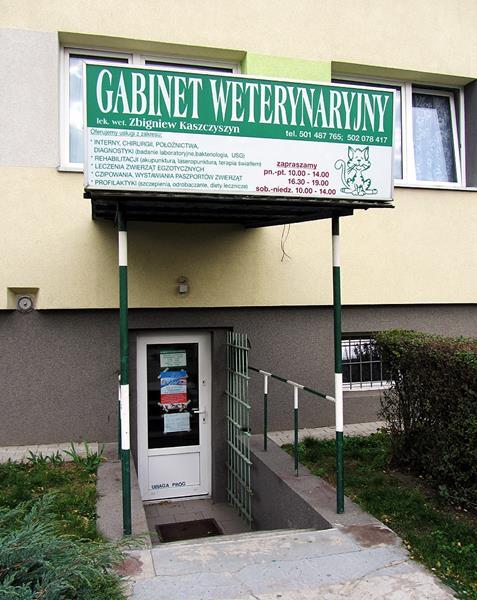 GABINET WETERYNARYJNY
lek. wet. Zbigniew Kaszczyszyn
tel. 501 487 765; 502 078 417
Oferujemy usługi z zakresu:
* INTERNY, CHIRURGII, POŁOŻNICTWA,
DIAGNOSTYKI (badanie laboratoryjne,bakteriologia, USG)
* REHABILITACJI (akupunktura, laseropunktura, terapia światłem)
* LECZENIA ZWIERZĄT EGZOTYCZNYCH
* CZIPOWANIA, WYSTAWIANIA PASZPORTÓW ZWIERZĄT
* PROFILAKTYKI (szczepienia, odrobaczanie, diety lecznicze)
zapraszamy
pn.-pt. 10.00 - 14.00
16.30 - 19.00
sob.-niedz. 10.00 - 14.00
UWAGA PRÓG